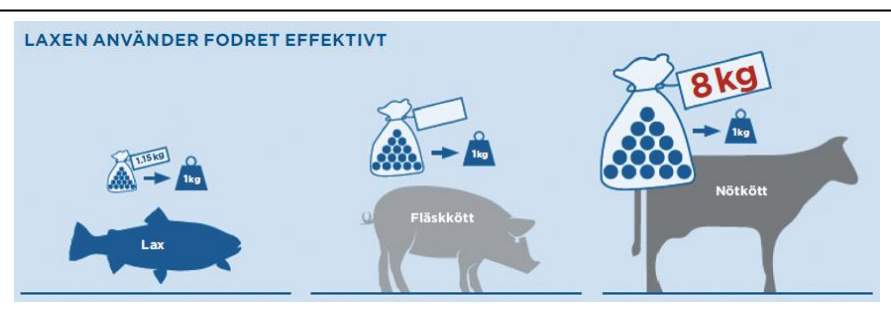 LAXEN ANVÄNDER FODRET EFFEKTIVT
1,15 kg
1kg
Lax
1kg
Fläskkött
8 kg
1kg
Nötkött